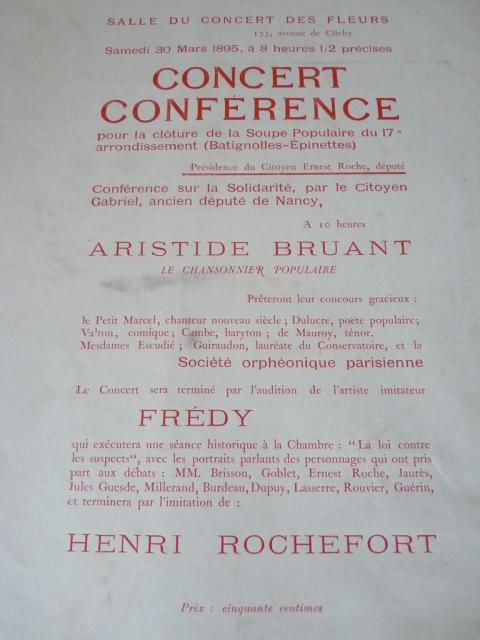 SALLE DU CONCERT DES FLEURS
133, avenue de Clichy
Samedi 30 Mars 1895, à 8 heures 1/2 précises
CONCERT
CONFÉRENCE
pour la clôture de la Soupe Populaire du 17e
arrondissement (Batignolles-Épinettes)
Présidence du Citoyen Ernest Roche, député
Conférence sur la Solidarité, par le Citoyen
Gabriel, ancien député de Nancy,
A 10 heures
ARISTIDE BRUANT
LE CHANSONNIER POPULAIRE
Prêteront leur concours gracieux :
le Petit Marcel, chanteur nouveau siècle ; Dulucre, poëte populaire ;
Valton, comique ; Cambe, baryton ; de Mauroy, ténor.
Mesdames Escudié ; Guiraudon, lauréate du Conservatoire, et la
Société orphéonique parisienne
Le Concert sera terminé par l'audition de l'artiste imitateur
FRÉDY
qui exécutera une séance historique à la Chambre : "La loi contre
les suspects", avec les portraits parlants des personnages qui ont pris
part aux débats : MM. Brisson, Goblet, Ernest Roche, Jaurès,
Jules Guesde, Millerand, Burdeau, Dupuy, Lasserre, Rouvier, Guérin,
et terminera par l'imitation de :
HENRI ROCHEFORT
Prix : cinquante centimes